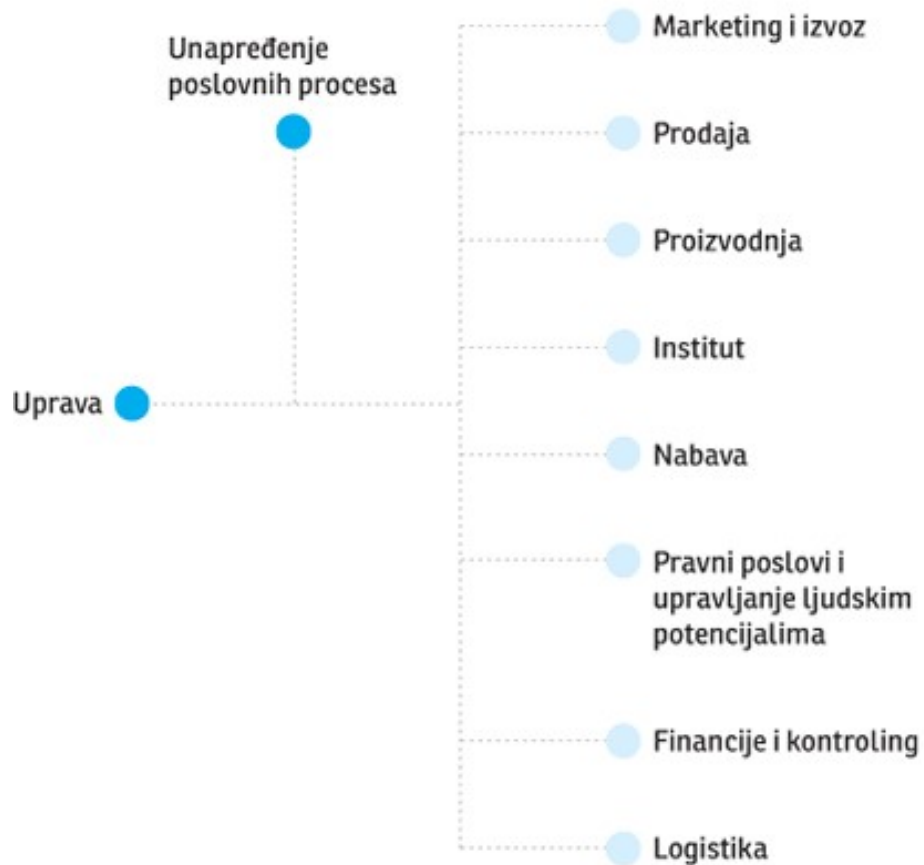 Unapređenje
poslovnih procesa
Uprava
Marketing i izvoz
Prodaja
Proizvodnja
Institut
Nabava
Pravni poslovi i
upravljanje ljudskim
potencijalima
Financije i kontroling
Logistika